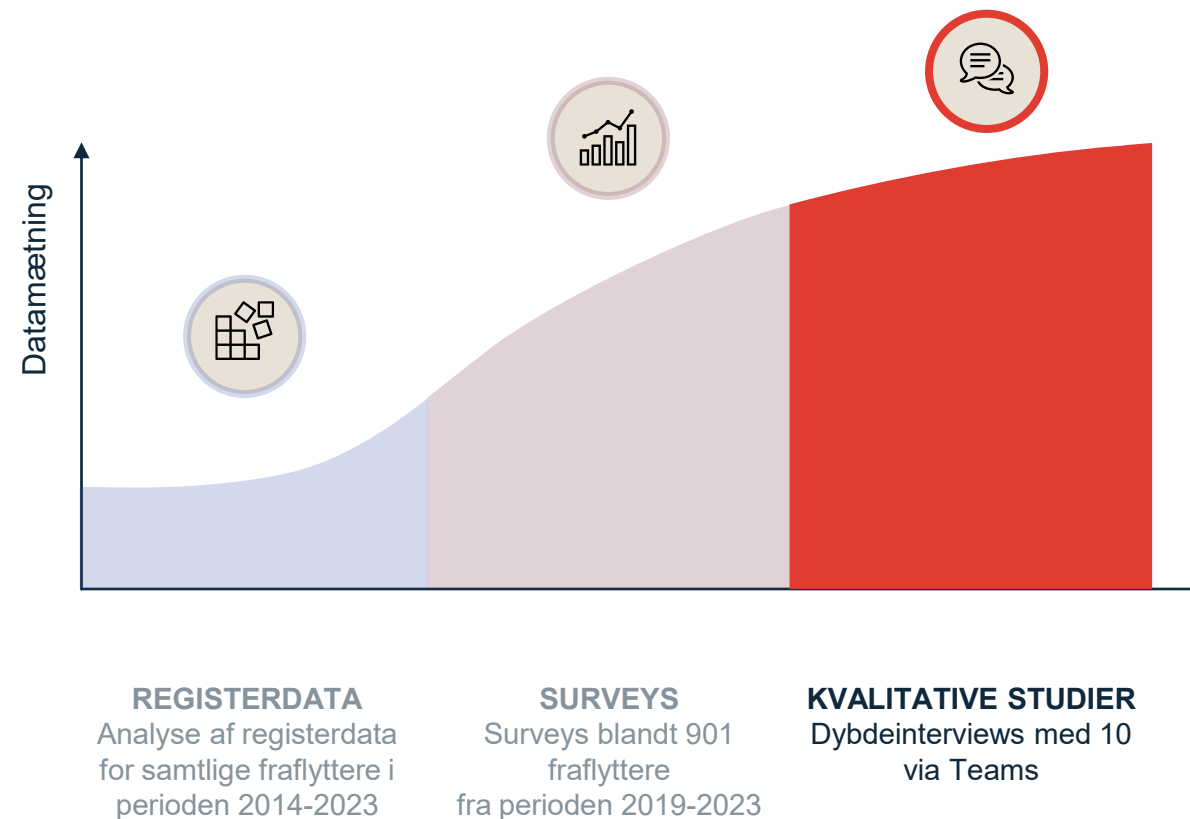 Datamætning
REGISTERDATA
Analyse af registerdata
for samtlige fraflyttere i
perioden 2014-2023
SURVEYS
Surveys blandt 901
fraflyttere
fra perioden 2019-2023
KVALITATIVE STUDIER
Dybdeinterviews med 10
via Teams